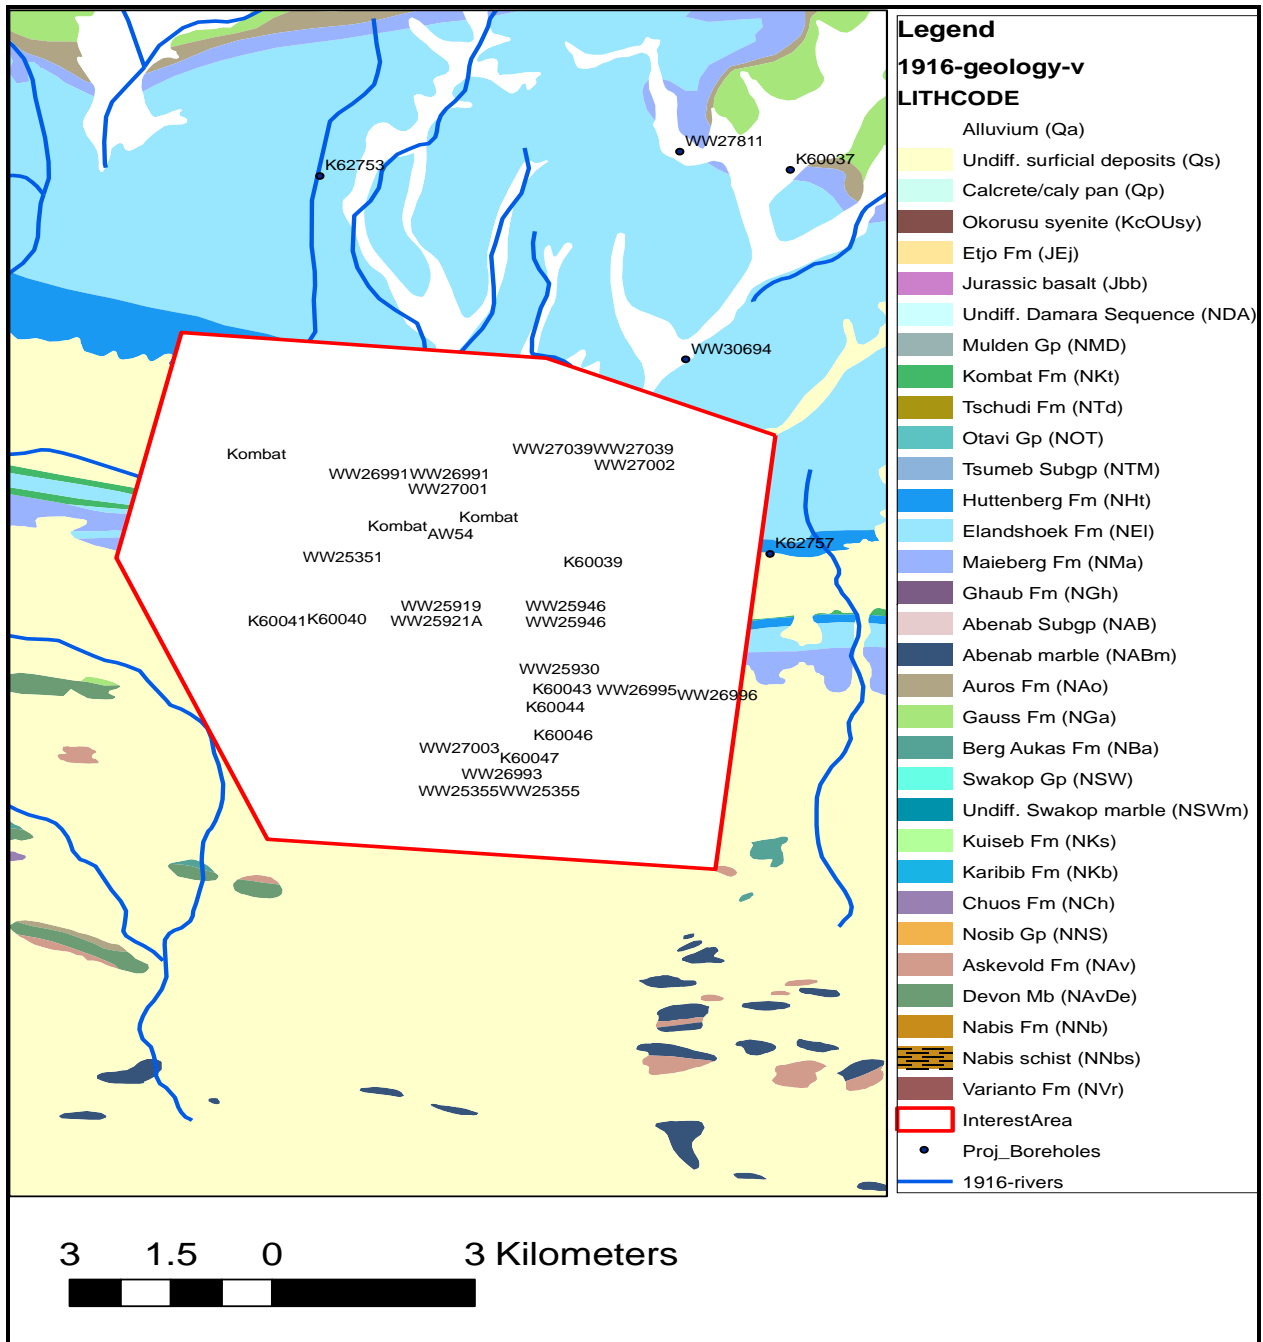 WW27811
K60037
K62753
WW30694
WW27039WW27039
WW27002
Kombat
WW26991WW26991
WW27001
Kombat
Kombat
AW54
K62757
WW25351
K60039
WW25919
WW25946
K60041
K60040
WW25921A
WW25946
WW25930
K60043
WW26995
WW26996
K60044
K60046
WW27003
K60047
WW26993
WW25355WW25355
Legend
1916-geology-v
LITHCODE
Alluvium (Qa)
Undiff. surficial deposits (Qs)
Calcrete/caly pan (Qp)
Okorusu syenite (KcOUsy)
Etjo Fm (JEj)
Jurassic basalt (Jbb)
Undiff. Damara Sequence (NDA)
Mulden Gp (NMD)
Kombat Fm (NKt)
Tschudi Fm (NTd)
Otavi Gp (NOT)
Tsumeb Subgp (NTM)
Huttenberg Fm (NHt)
Elandshoek Fm (NEl)
Maieberg Fm (NMa)
Ghaub Fm (NGh)
Abenab Subgp (NAB)
Abenab marble (NABm)
Auros Fm (NAo)
Gauss Fm (NGa)
Berg Aukas Fm (NBa)
Swakop Gp (NSW)
Undiff. Swakop marble (NSWm)
Kuiseb Fm (NKs)
Karibib Fm (NKb)
Chuos Fm (NCh)
Nosib Gp (NNS)
Askevold Fm (NAv)
Devon Mb (NAvDe)
Nabis Fm (NNb)
Nabis schist (NNbs)
Varianto Fm (NVr)
InterestArea
Proj_Boreholes
1916-rivers
3 1.5 0 3 Kilometers